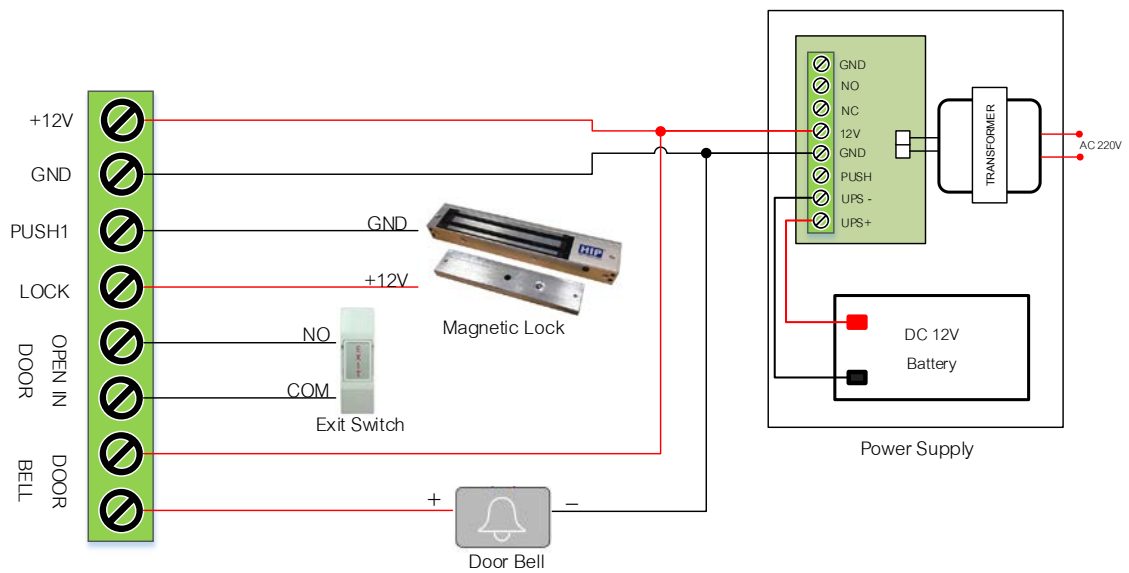 +12V
GND
PUSH1
LOCK
OPEN IN
DOOR
DOOR
BELL
GND
+12V
HIP
Magnetic Lock
NO
COM
EXIT
Exit Switch
+
−
Door Bell
GND
NO
NC
12V
GND
PUSH
UPS -
UPS+
TRANSFORMER
AC 220V
DC 12V
Battery
Power Supply